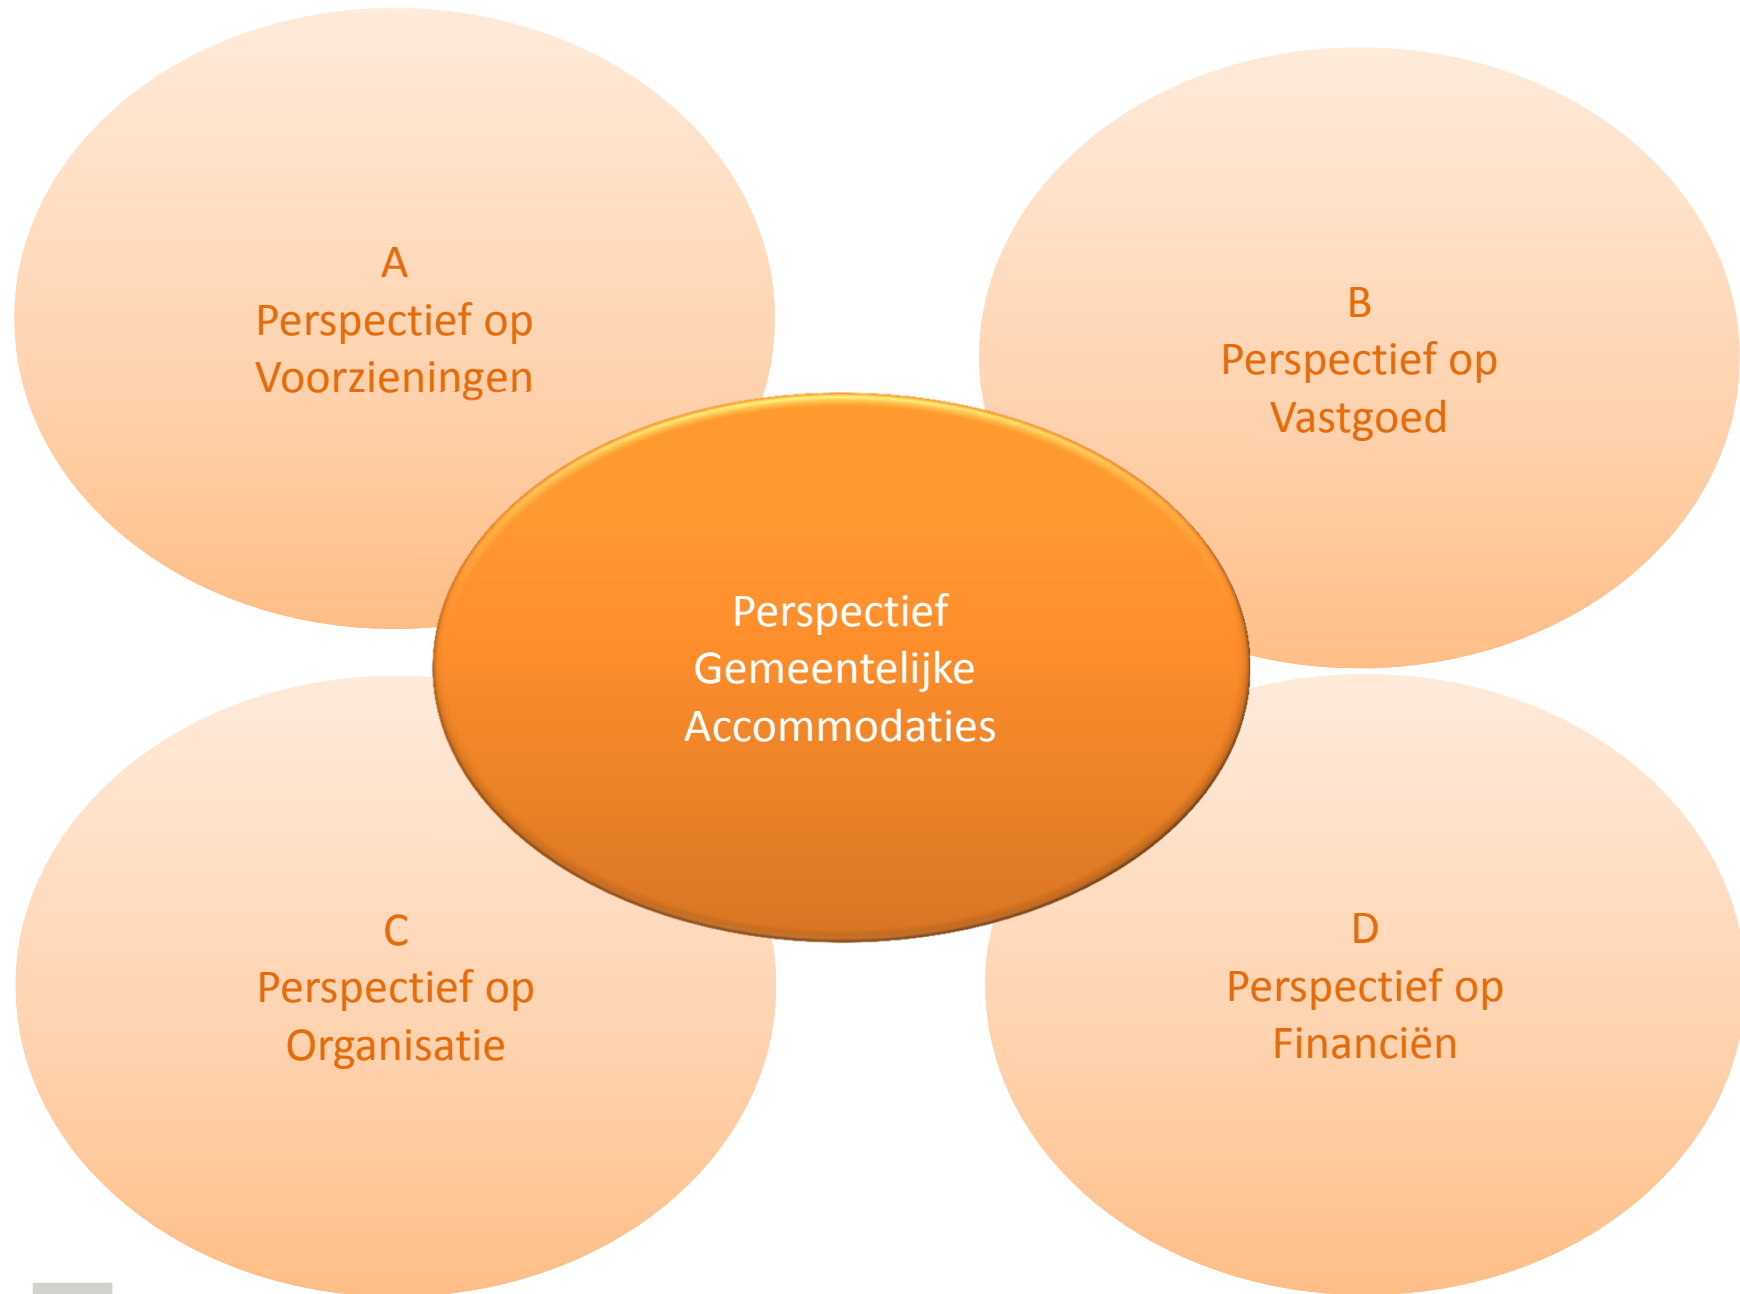 A
Perspectief op
Voorzieningen
B
Perspectief op
Vastgoed
Perspectief
Gemeentelijke
Accommodaties
C
Perspectief op
Organisatie
D
Perspectief op
Financiën